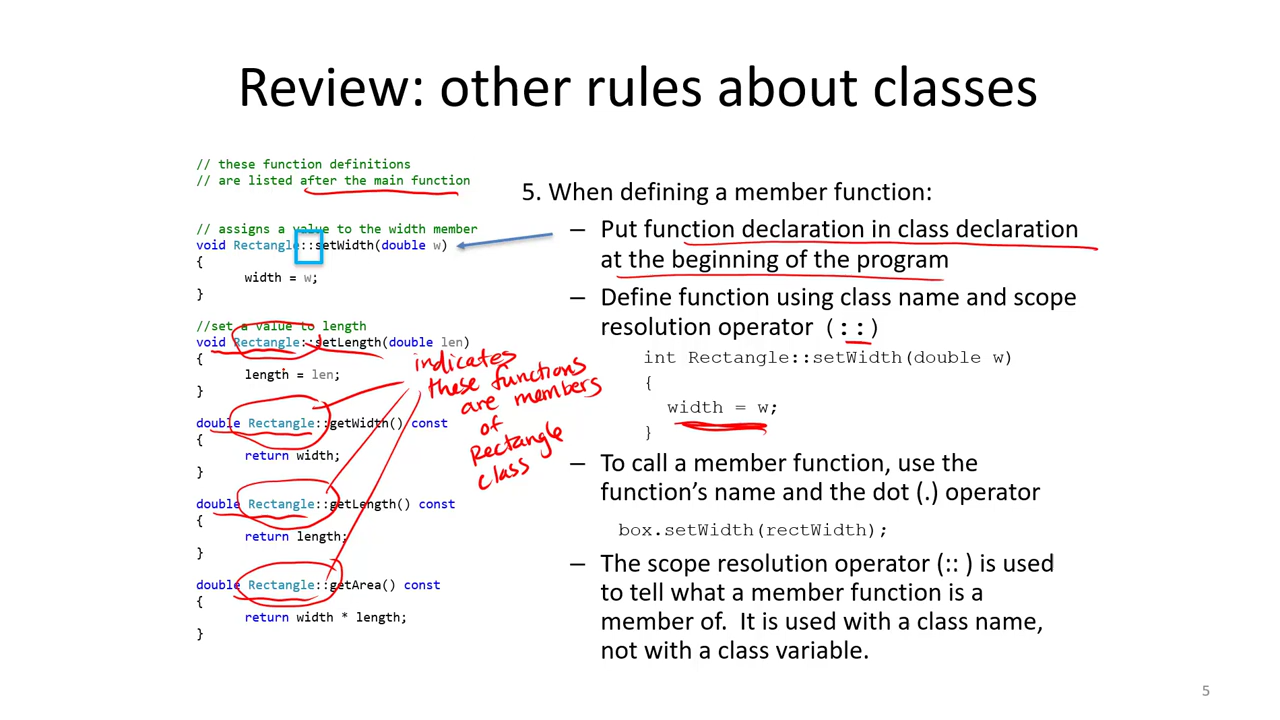 Review: other rules about classes
// these function definitions
// are listed after the main function
// assigns a value to the width member
void Rectangle::setWidth(double w)
{
width = w;
}
//set a value to length
void Rectangle::setLength(double len)
{
length = len;
}
double Rectangle::getWidth() const
{
return width;
}
double Rectangle::getLength() const
{
return length;
}
double Rectangle::getArea() const
{
return width * length;
}
indicates
these functions
are members
of
Rectangle
class
5. When defining a member function:
– Put function declaration in class declaration
at the beginning of the program
– Define function using class name and scope
resolution operator (::)
int Rectangle::setWidth(double w)
{
width = w;
}
– To call a member function, use the
function’s name and the dot (.) operator
box.setWidth(rectWidth);
– The scope resolution operator (:: ) is used
to tell what a member function is a
member of. It is used with a class name,
not with a class variable.
5